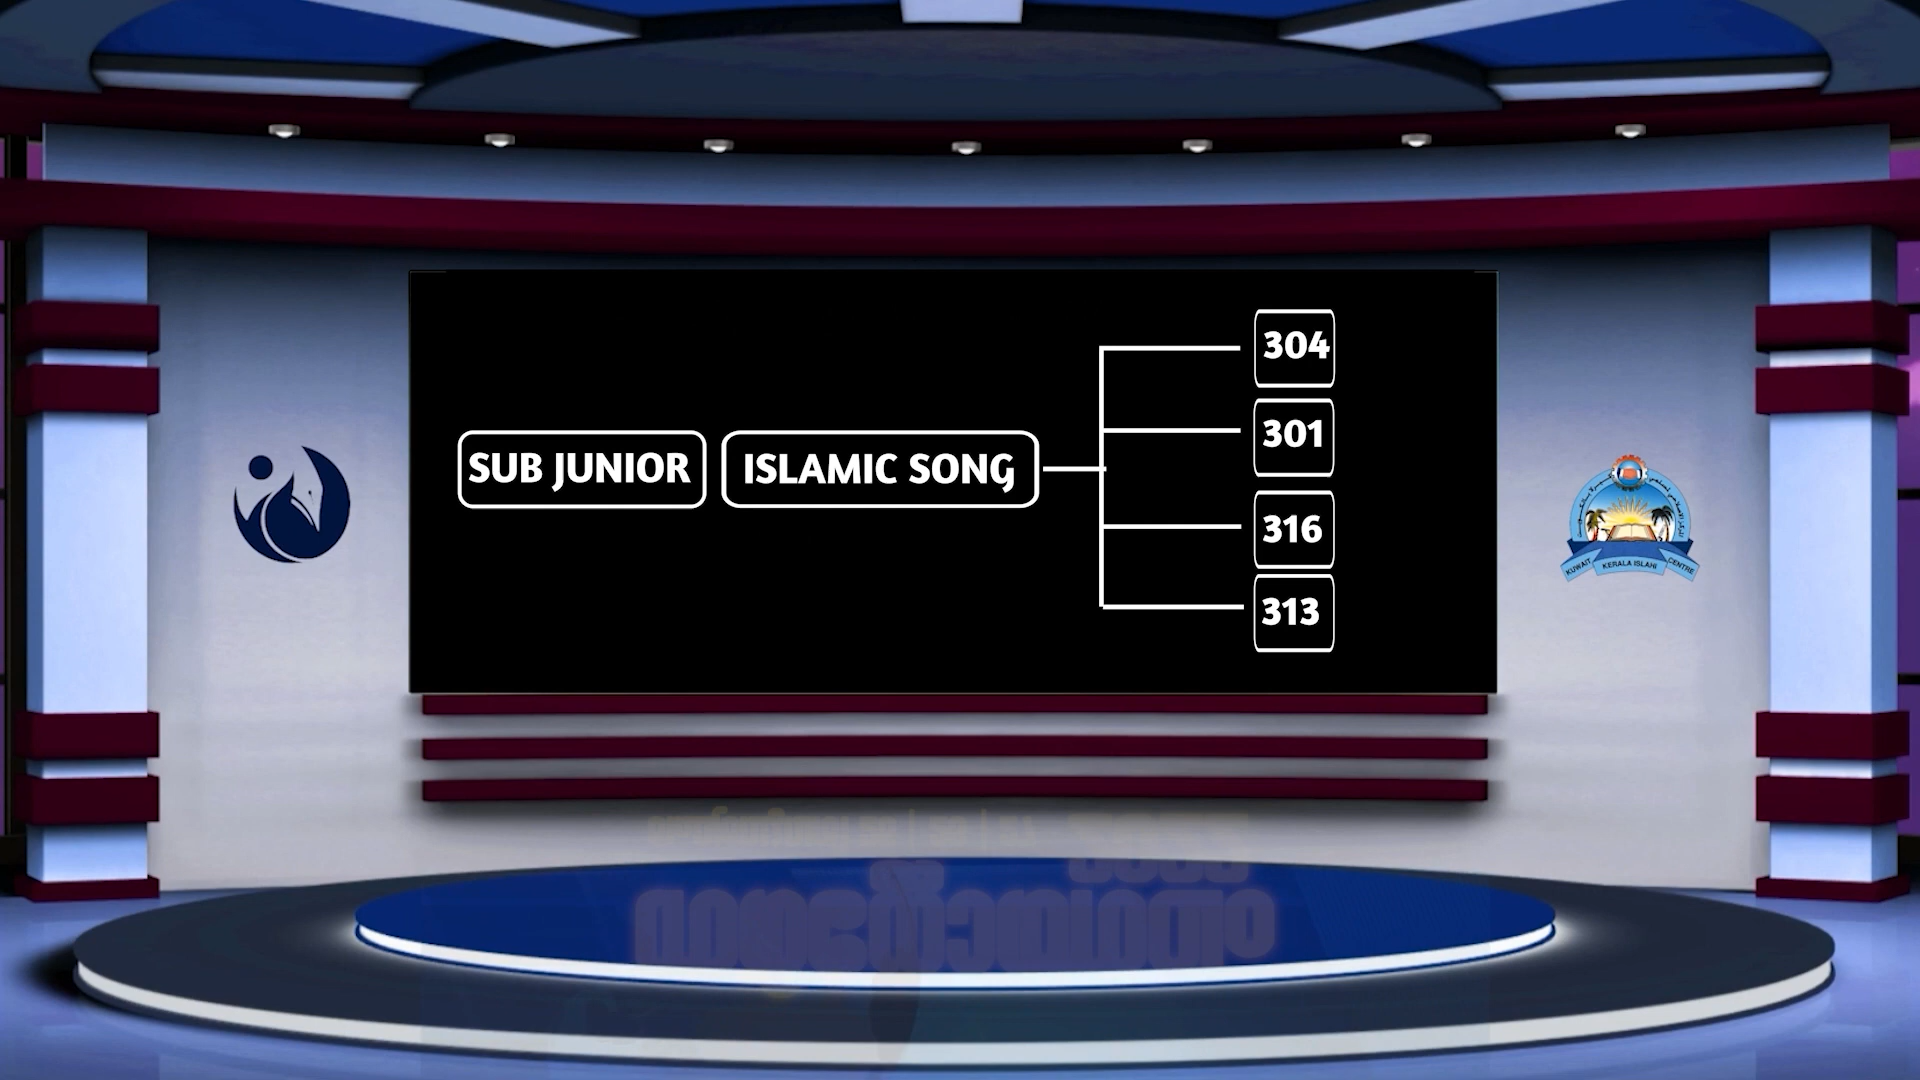 SUB JUNIOR
ISLAMIC SONG
304
301
316
313
KUWAIT KERALA ISLAHI CENTRE